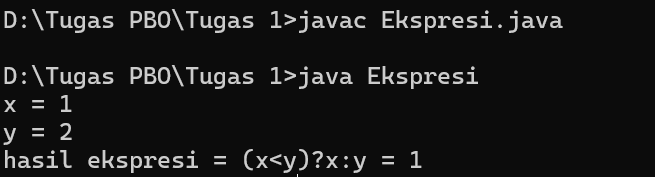 D:\Tugas PBO\Tugas 1>javac Ekspresi.java
D:\Tugas PBO\Tugas 1>java Ekspresi
x = 1
y = 2
hasil ekspresi = (x<y)?x:y = 1